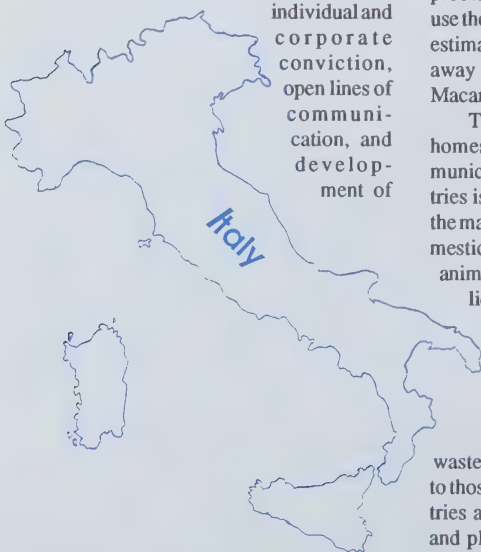 individual and
corporate
conviction,
open lines of
communi-
cation, and
develop-
ment of
Italy
use the
estima
away
Macar
T
homes
munic
tries is
the ma
mestic
anim
lic
waste
to thos
tries a
and pl